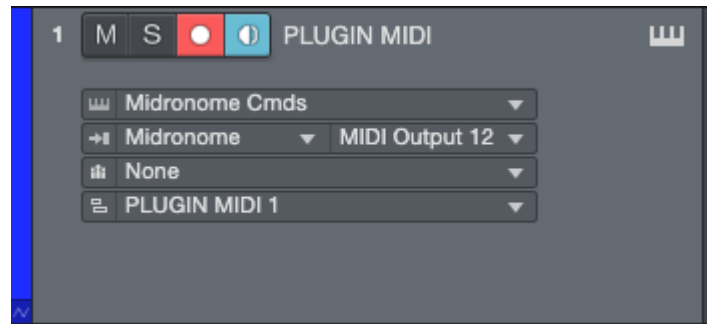 1 M S PLUGIN MIDI
Midronome Cmds
Midronome MIDI Output 12
None
PLUGIN MIDI 1